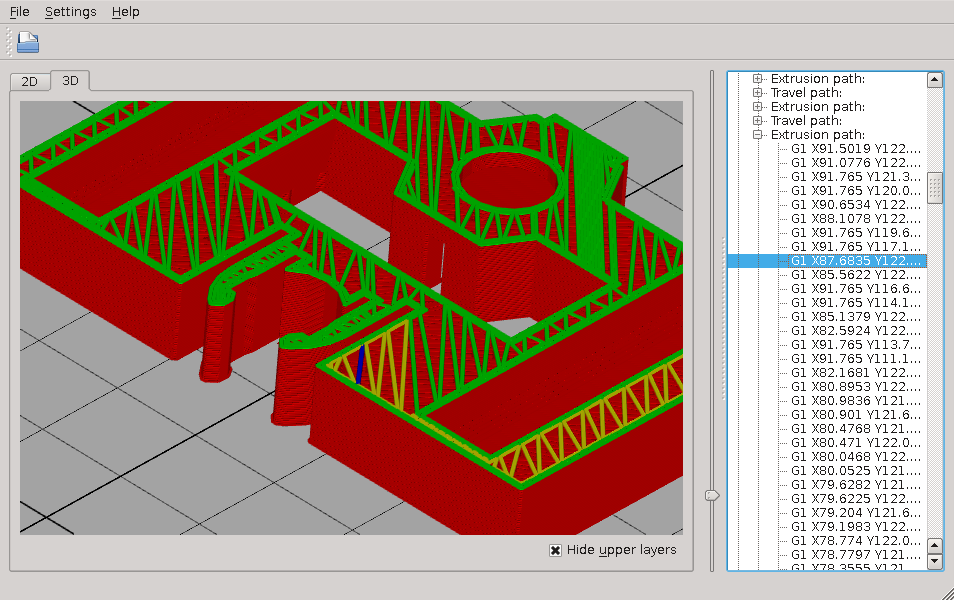 File Settings Help
2D 3D
Extrusion path:
Travel path:
Extrusion path:
Travel path:
Extrusion path:
G1 X91.5019 Y122....
G1 X91.0776 Y122....
G1 X91.765 Y121.3...
G1 X91.765 Y120.0...
G1 X90.6534 Y122....
G1 X88.1078 Y122....
G1 X91.765 Y119.6...
G1 X91.765 Y117.1...
G1 X87.6835 Y122....
G1 X85.5622 Y122....
G1 X91.765 Y116.6...
G1 X91.765 Y114.1...
G1 X85.1379 Y122....
G1 X82.5924 Y122....
G1 X91.765 Y113.7...
G1 X91.765 Y111.1...
G1 X82.1681 Y122....
G1 X80.8953 Y122....
G1 X80.9836 Y121....
G1 X80.901 Y121.6...
G1 X80.4768 Y121....
G1 X80.471 Y122.0...
G1 X80.0468 Y122....
G1 X80.0525 Y121....
G1 X79.6282 Y121....
G1 X79.6225 Y122....
G1 X79.204 Y121.6...
G1 X79.1983 Y122....
G1 X78.774 Y122.0...
G1 X78.7797 Y121....
G1 X78.3555 Y121....
Hide upper layers